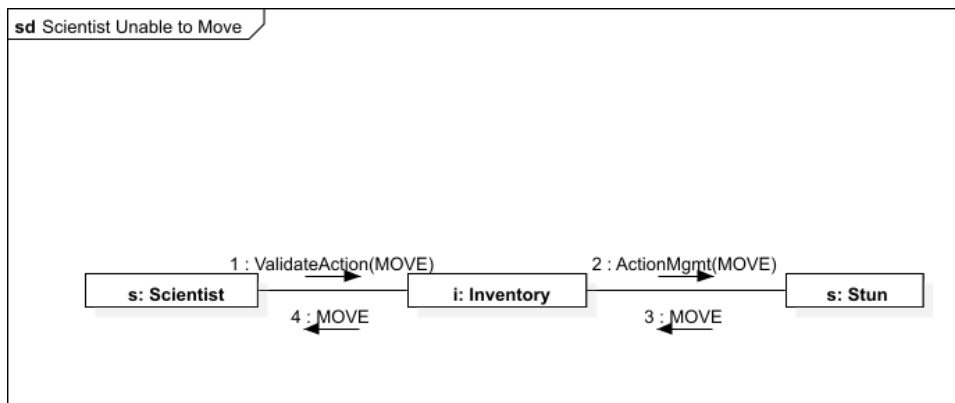 sd Scientist Unable to Move
1 : ValidateAction(MOVE)
2 : ActionMgmt(MOVE)
s: Scientist
i: Inventory
s: Stun
4 : MOVE
3 : MOVE